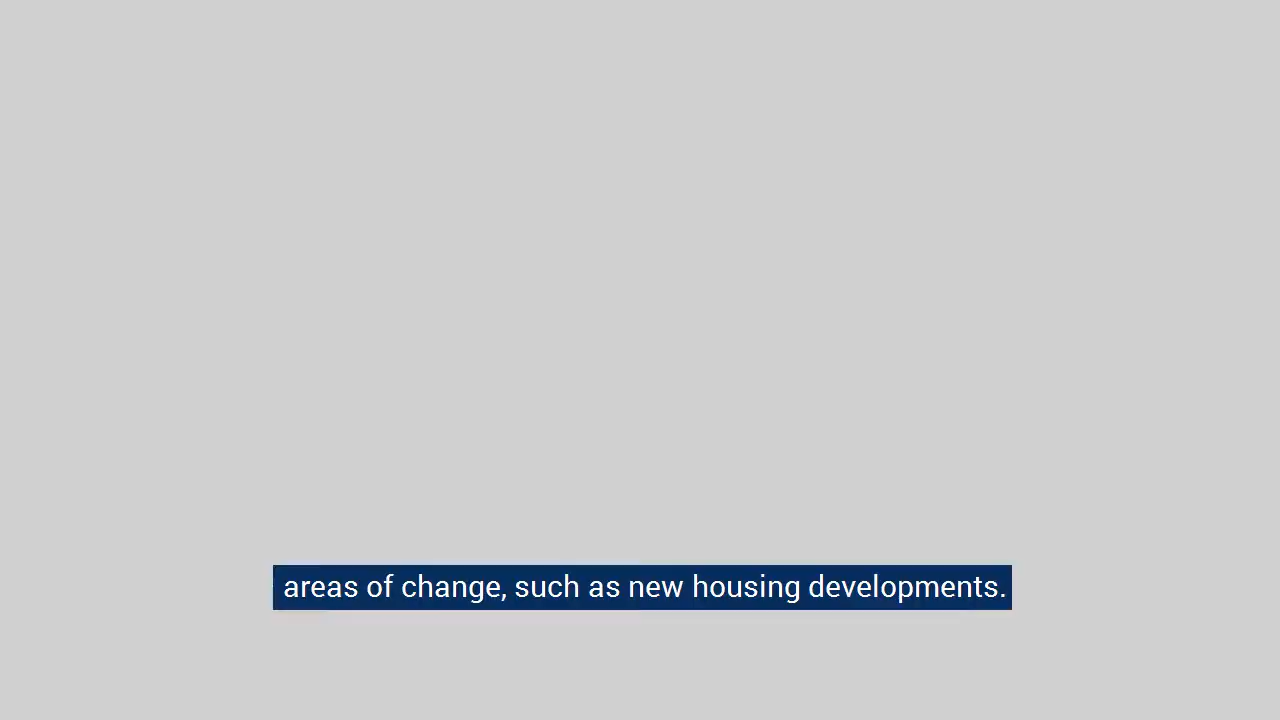 areas of change, such as new housing developments.